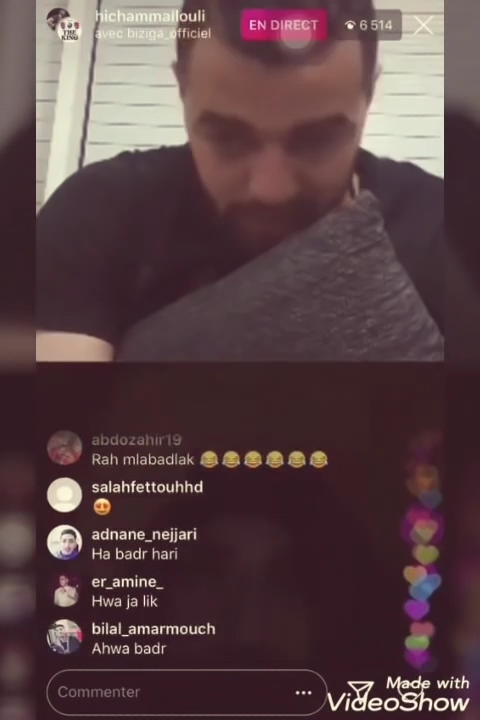 hichammallouli
avec biziga_officiel
EN DIRECT
6 514
THE KING
abdozahir19
Rah mlabadlak 😂😂😂😂😂😂
salahfettouhhd
😍
adnane_nejjari
Ha badr hari
er_amine_
Hwa ja lik
bilal_amarmouch
Ahwa badr
Commenter
Made with
VideoShow